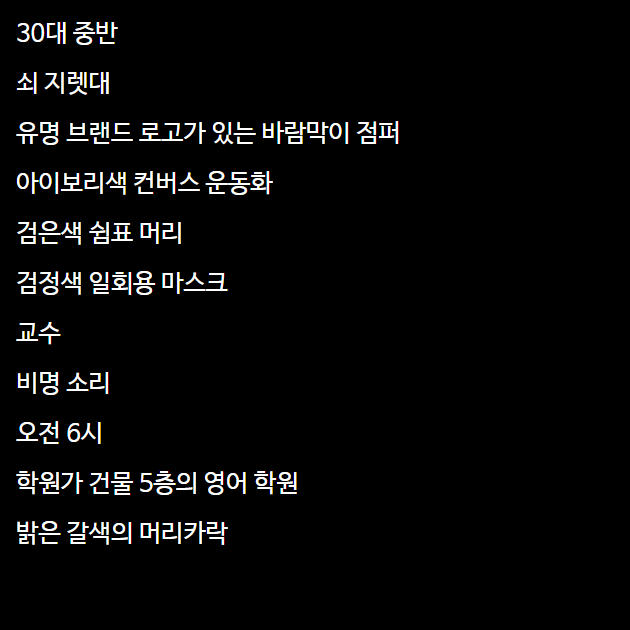 30대 중반
쇠 지렛대
유명 브랜드 로고가 있는 바람막이 점퍼
아이보리색 컨버스 운동화
검은색 쉼표 머리
검정색 일회용 마스크
교수
비명 소리
오전 6시
학원가 건물 5층의 영어 학원
밝은 갈색의 머리카락